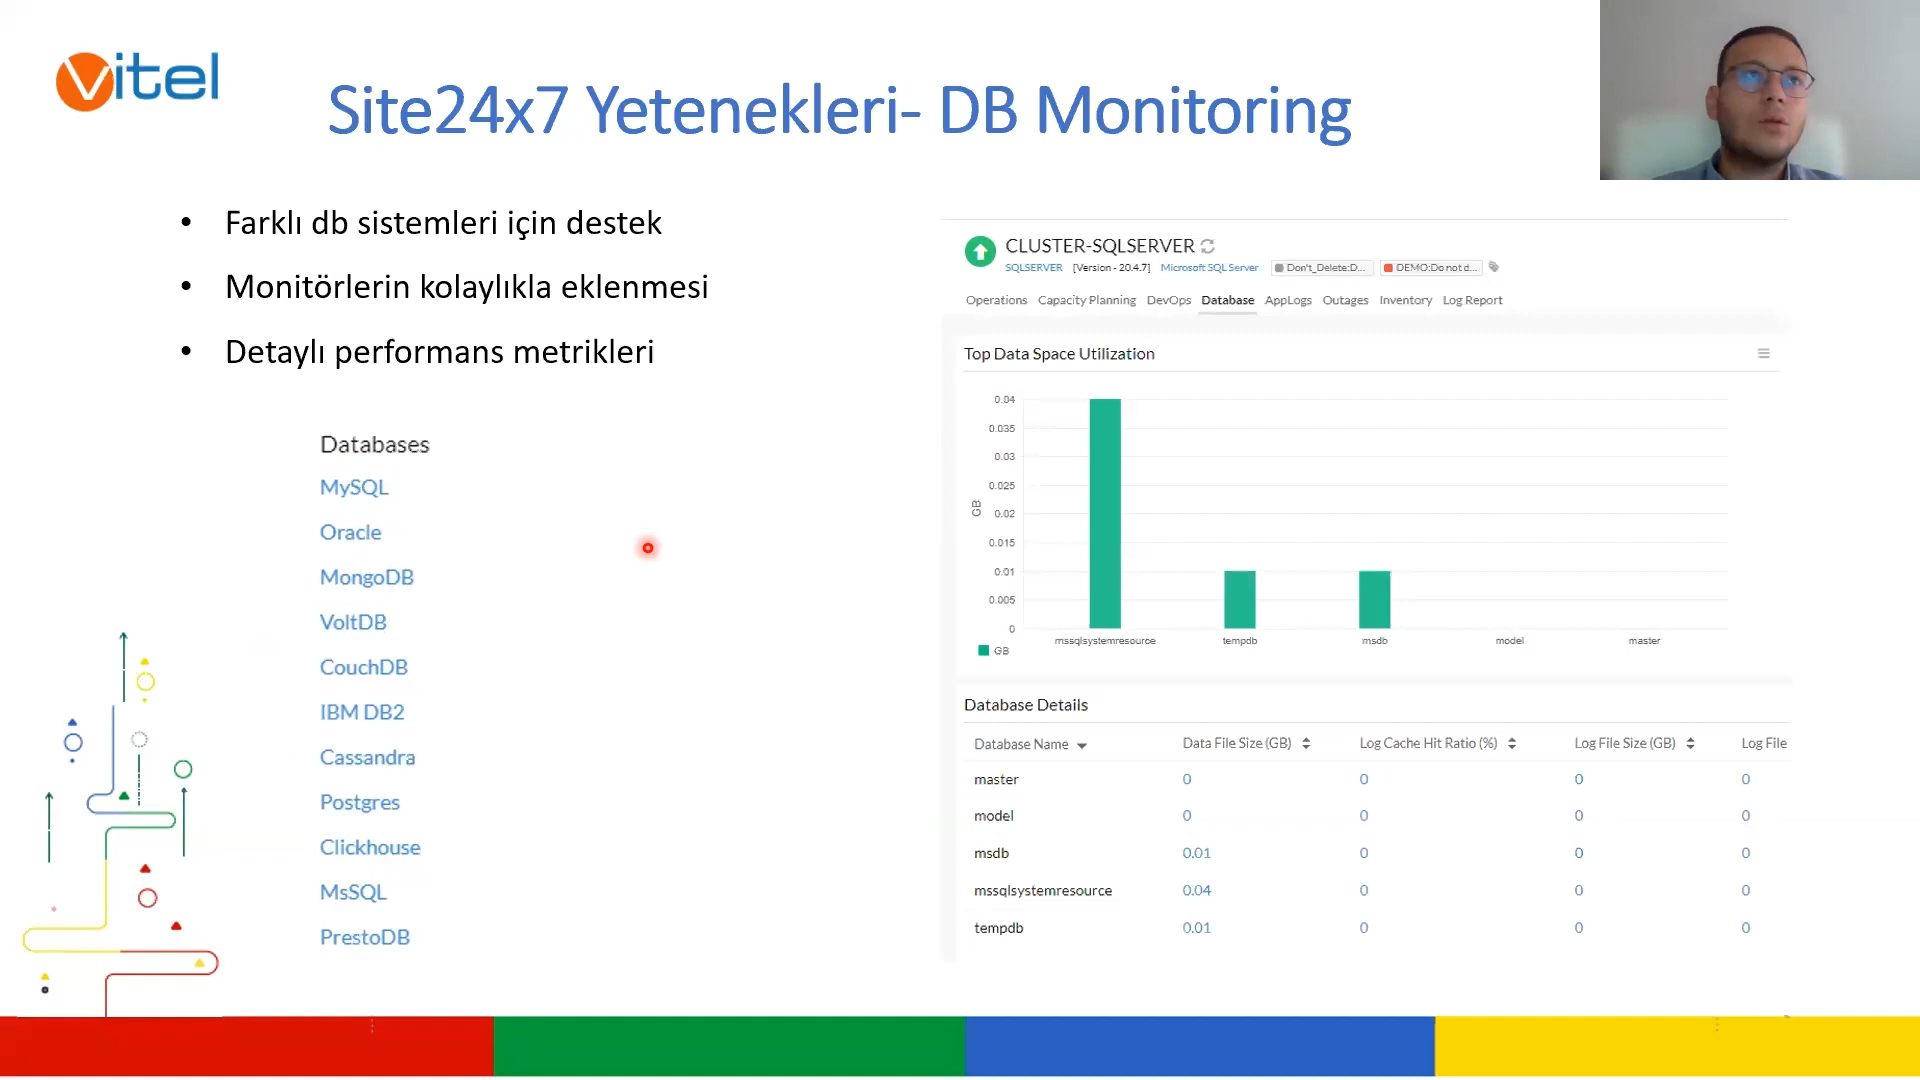 vitel
Site24x7 Yetenekleri- DB Monitoring
• Farklı db sistemleri için destek
• Monitörlerin kolaylıkla eklenmesi
• Detaylı performans metrikleri
Databases
MySQL
Oracle
MongoDB
VoltDB
CouchDB
IBM DB2
Cassandra
Postgres
Clickhouse
MsSQL
PrestoDB
CLUSTER-SQLSERVER
SQLSERVER [Version - 20.4.7] Microsoft SQL Server Don't_Delete:D... DEMO:Do not d...
Operations Capacity Planning DevOps Database AppLogs Outages Inventory Log Report
Top Data Space Utilization
0.04
0.035
0.03
0.025
0.02
0.015
0.01
0.005
0
GB
mssqlsystemresource tempdb msdb model master
GB
Database Details
Database Name Data File Size (GB) Log Cache Hit Ratio (%) Log File Size (GB) Log File
master 0 0 0 0
model 0 0 0 0
msdb 0.01 0 0 0
mssqlsystemresource 0.04 0 0 0
tempdb 0.01 0 0 0